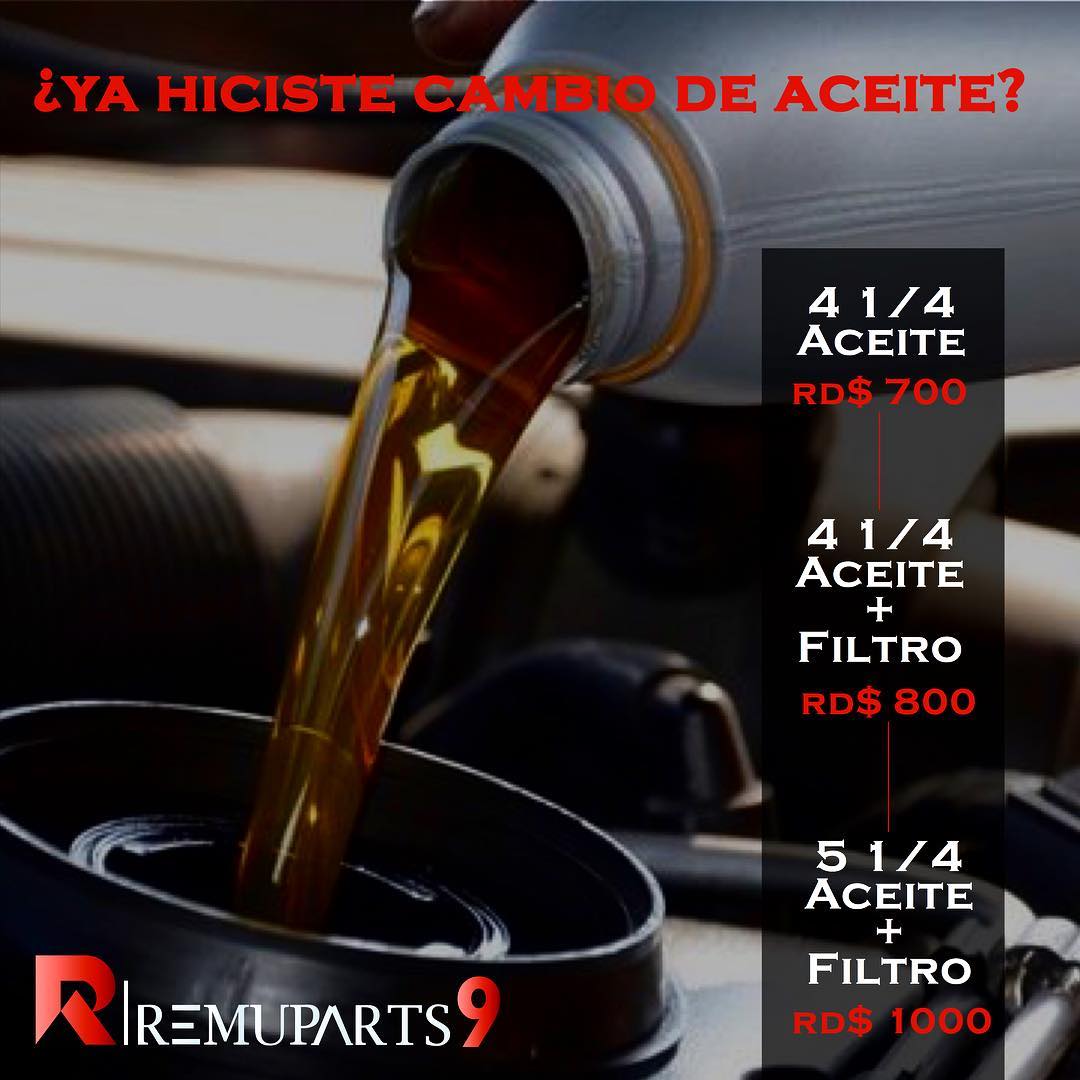 ¿YA HICISTE CAMBIO DE ACEITE?
4 1/4
ACEITE
RD$ 700
4 1/4
ACEITE
+
FILTRO
RD$ 800
5 1/4
ACEITE
+
FILTRO
RD$ 1000
R|REMUPARTS9